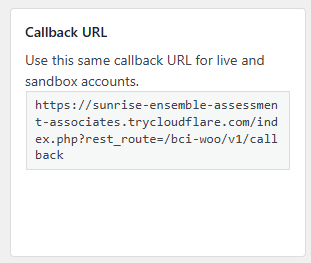 Callback URL
Use this same callback URL for live and
sandbox accounts.
https://sunrise-ensemble-assessmen
t-associates.trycloudflare.com/ind
ex.php?rest_route=/bci-woo/v1/call
back